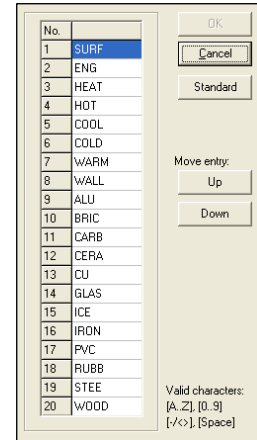 No.
1 SURF
2 ENG
3 HEAT
4 HOT
5 COOL
6 COLD
7 WARM
8 WALL
9 ALU
10 BRIC
11 CARB
12 CERA
13 CU
14 GLAS
15 ICE
16 IRON
17 PVC
18 RUBB
19 STEE
20 WOOD
OK
Cancel
Standard
Move entry:
Up
Down
Valid characters:
[A..Z], [0..9]
[-/<>], [Space]